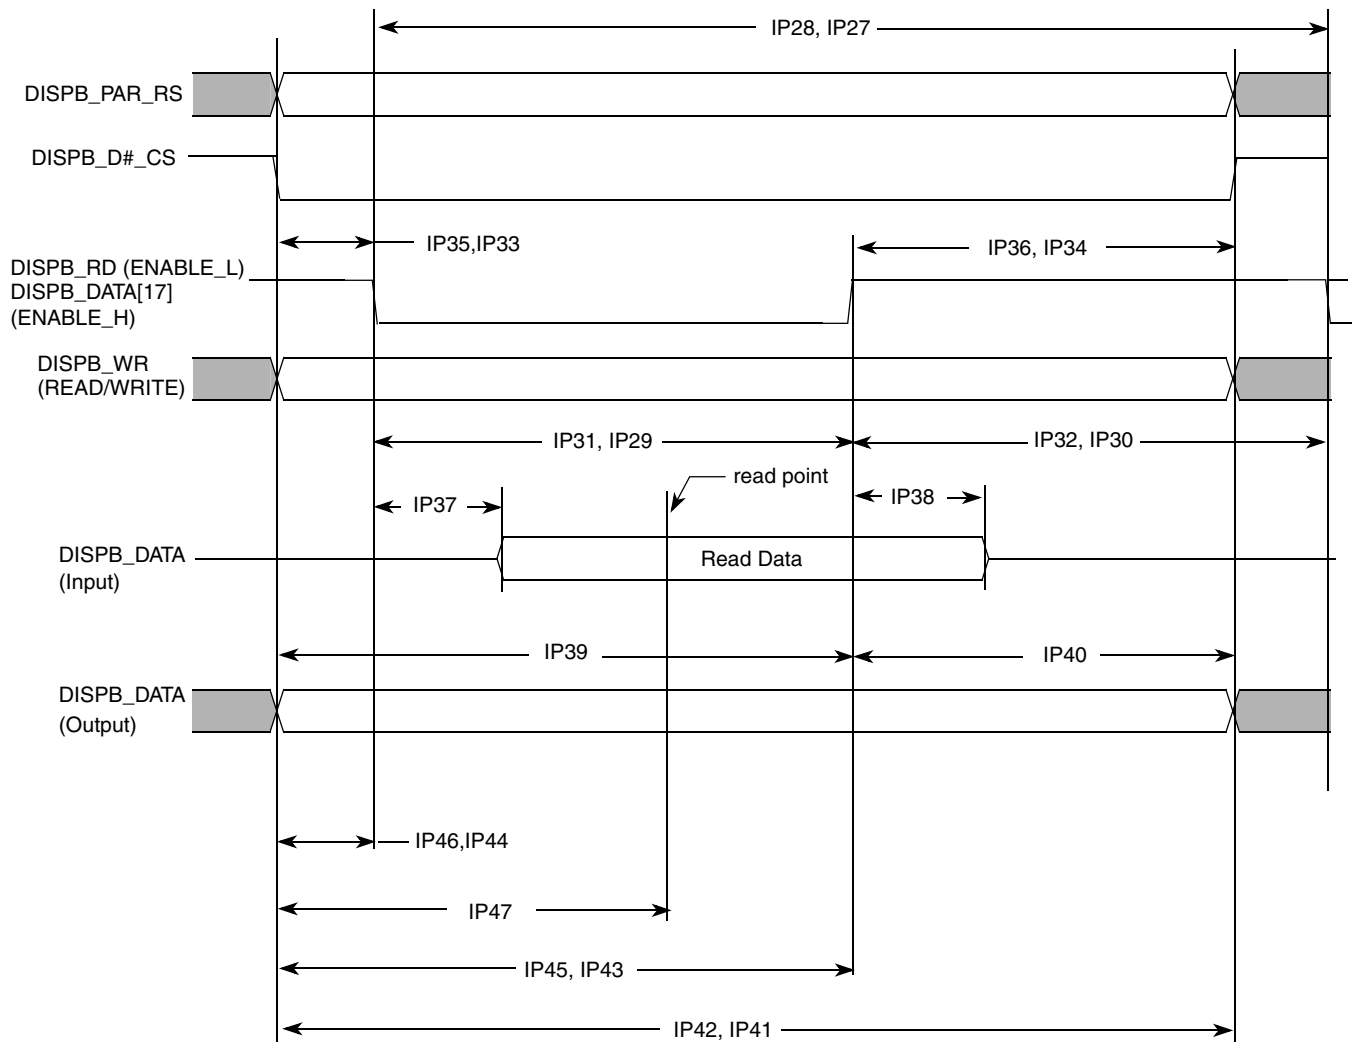 IP28, IP27
DISPB_PAR_RS
DISPB_D#_CS
IP35,IP33
IP36, IP34
DISPB_RD (ENABLE_L)
DISPB_DATA[17]
(ENABLE_H)
DISPB_WR
(READ/WRITE)
IP31, IP29
IP32, IP30
read point
IP37
IP38
DISPB_DATA
(Input)
Read Data
IP39
IP40
DISPB_DATA
(Output)
IP46,IP44
IP47
IP45, IP43
IP42, IP41